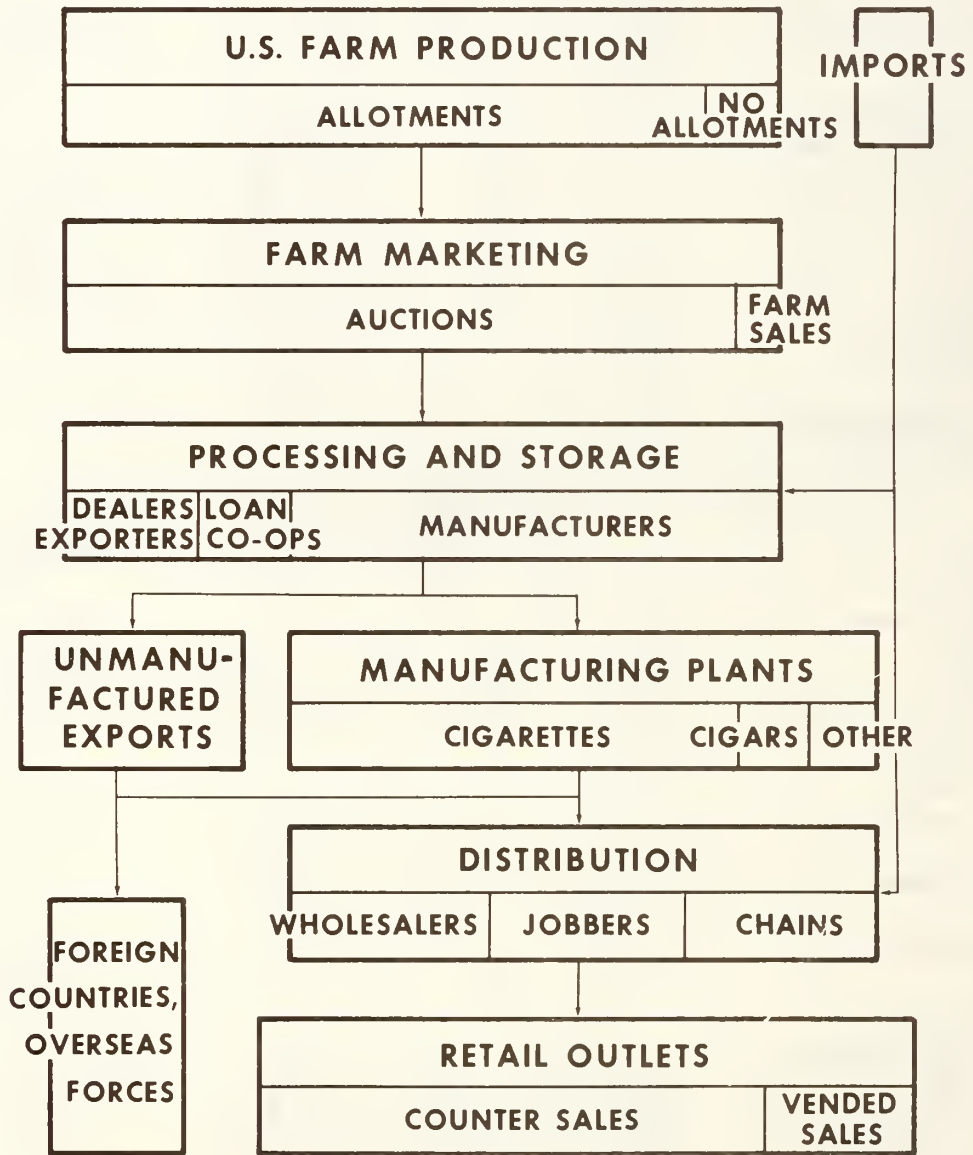 U.S. FARM PRODUCTION
IMPORTS
ALLOTMENTS
NO
ALLOTMENTS
FARM MARKETING
AUCTIONS
FARM
SALES
PROCESSING AND STORAGE
DEALERS
EXPORTERS
LOAN
CO-OPS
MANUFACTURERS
UNMANU-
FACTURED
EXPORTS
MANUFACTURING PLANTS
CIGARETTES
CIGARS
OTHER
DISTRIBUTION
WHOLESALERS
JOBBERS
CHAINS
FOREIGN
COUNTRIES,
OVERSEAS
FORCES
RETAIL OUTLETS
COUNTER SALES
VENDED
SALES